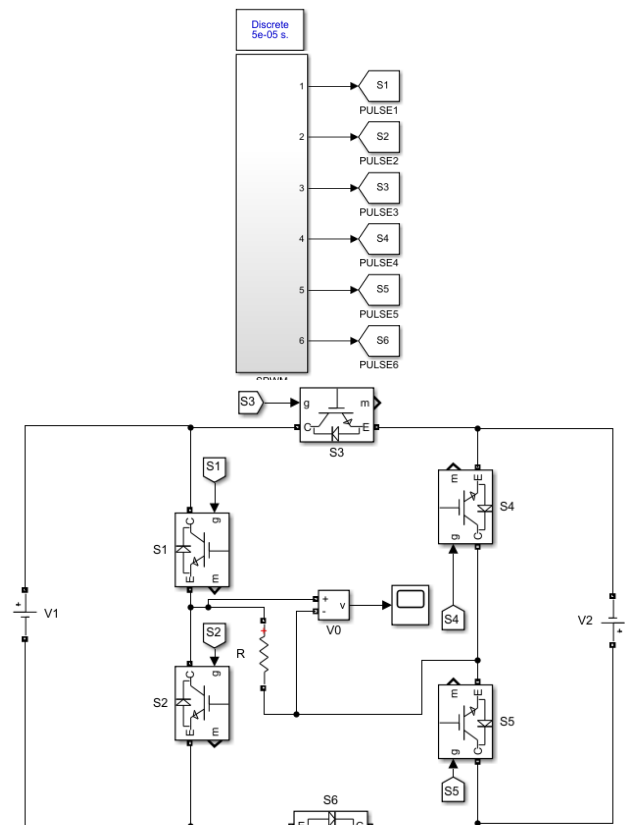 Discrete
5e-05 s.
1
S1
PULSE1
2
S2
PULSE2
3
S3
PULSE3
4
S4
PULSE4
5
S5
PULSE5
6
S6
PULSE6
SPWM
S3
g
m
C
E
S3
S1
C
g
S1
E
m
m
E
S4
g
C
V1
+
+
-
v
V0
S4
V2
+
S2
R
C
g
S2
E
m
m
E
S5
g
C
S5
S6
E
C